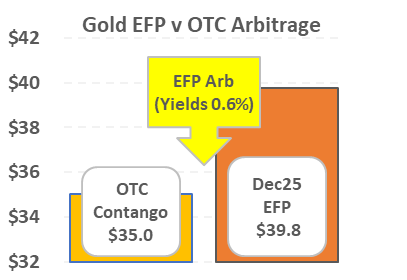 Gold EFP v OTC Arbitrage
$42
$40
$38
$36
$34
$32
EFP Arb
(Yields 0.6%)
OTC
Contango
$35.0
Dec25
EFP
$39.8